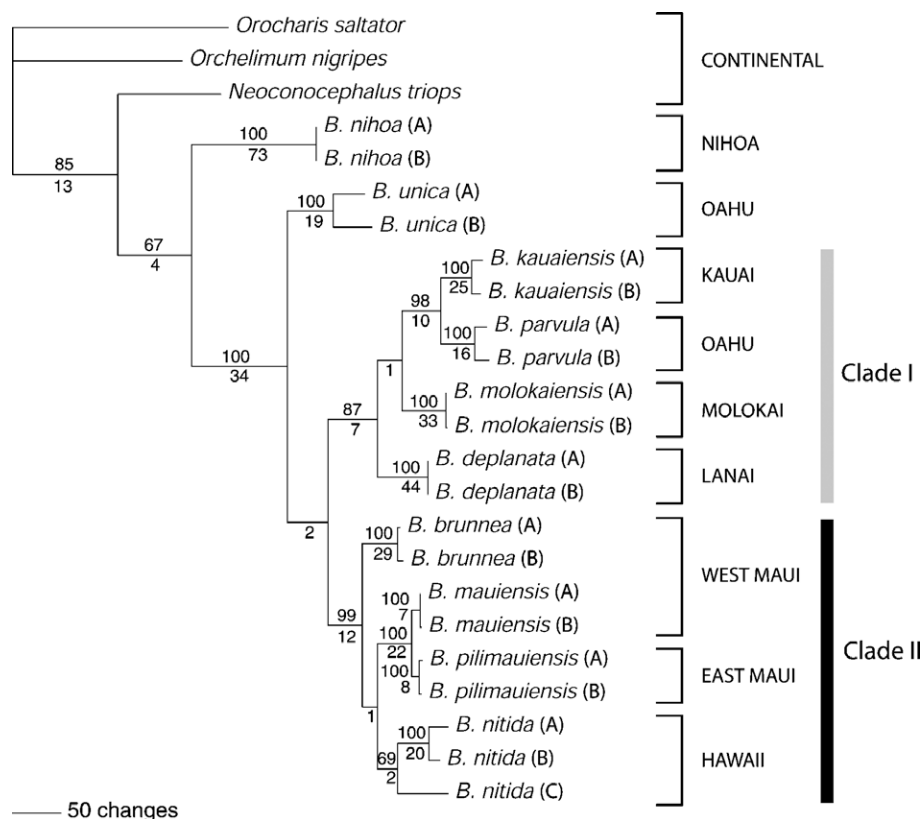 Orocharis saltator
Orchelimum nigripes
CONTINENTAL
Neoconocephalus triops
100
B. nihoa (A)
NIHOA
73
B. nihoa (B)
85
13
100
B. unica (A)
OAHU
19
B. unica (B)
67
4
100
B. kauaiensis (A)
KAUAI
25
B. kauaiensis (B)
98
10
100
B. parvula (A)
OAHU
16
B. parvula (B)
100
34
1
Clade I
100
B. molokaiensis (A)
MOLOKAI
33
B. molokaiensis (B)
87
7
100
B. deplanata (A)
LANAI
44
B. deplanata (B)
2
100
B. brunnea (A)
29
B. brunnea (B)
WEST MAUI
100
B. mauiensis (A)
7
B. mauiensis (B)
99
12
100
22
Clade II
100
B. pilimauiensis (A)
EAST MAUI
8
B. pilimauiensis (B)
1
100
B. nitida (A)
20
B. nitida (B)
HAWAII
69
2
B. nitida (C)
50 changes